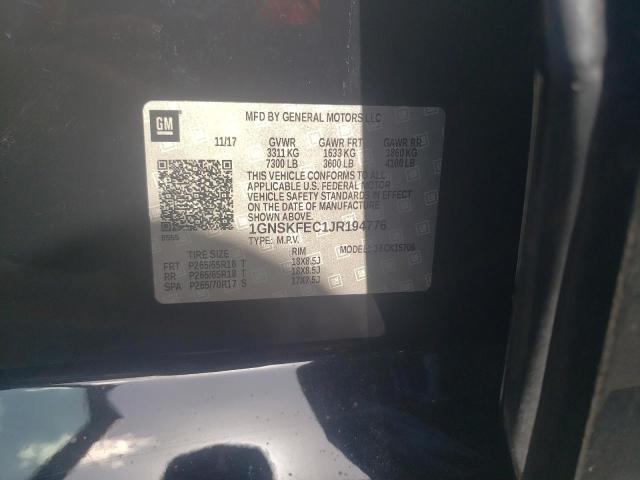 MFD BY GENERAL MOTORS LLC
GM
11/17 GVWR GAWR FRT GAWR RR
3311 KG 1633 KG 1860 KG
7300 LB 3600 LB 4100 LB
THIS VEHICLE CONFORMS TO ALL
APPLICABLE U.S. FEDERAL MOTOR
VEHICLE SAFETY STANDARDS IN EFFECT
ON THE DATE OF MANUFACTURE
SHOWN ABOVE.
1GNSKFEC1JR194776
TYPE: M.P.V. MODEL:
TIRE SIZE RIM
FRT P265/65R18 T 18X8.5J
RR P265/65R18 T 18X8.5J
SPA P265/70R17 S 17X7.5J